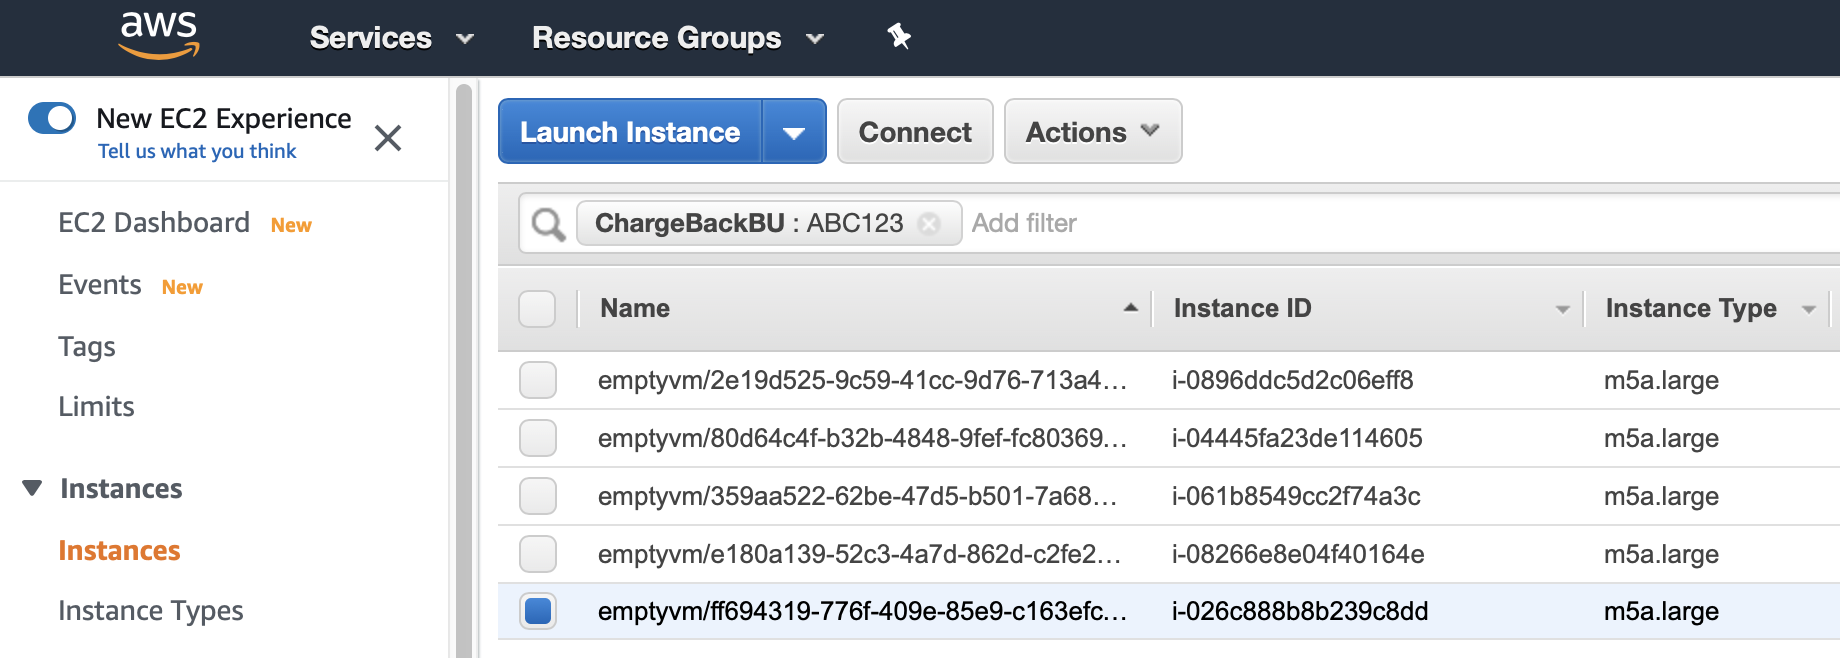 aws Services Resource Groups
New EC2 Experience
Tell us what you think
EC2 Dashboard New
Events New
Tags
Limits
Instances
Instances
Instance Types
Launch Instance Connect Actions
ChargeBackBU : ABC123 Add filter
Name Instance ID Instance Type
emptyvm/2e19d525-9c59-41cc-9d76-713a4... i-0896ddc5d2c06eff8 m5a.large
emptyvm/80d64c4f-b32b-4848-9fef-fc80369... i-04445fa23de114605 m5a.large
emptyvm/359aa522-62be-47d5-b501-7a68... i-061b8549cc2f74a3c m5a.large
emptyvm/e180a139-52c3-4a7d-862d-c2fe2... i-08266e8e04f40164e m5a.large
emptyvm/ff694319-776f-409e-85e9-c163efc... i-026c888b8b239c8dd m5a.large